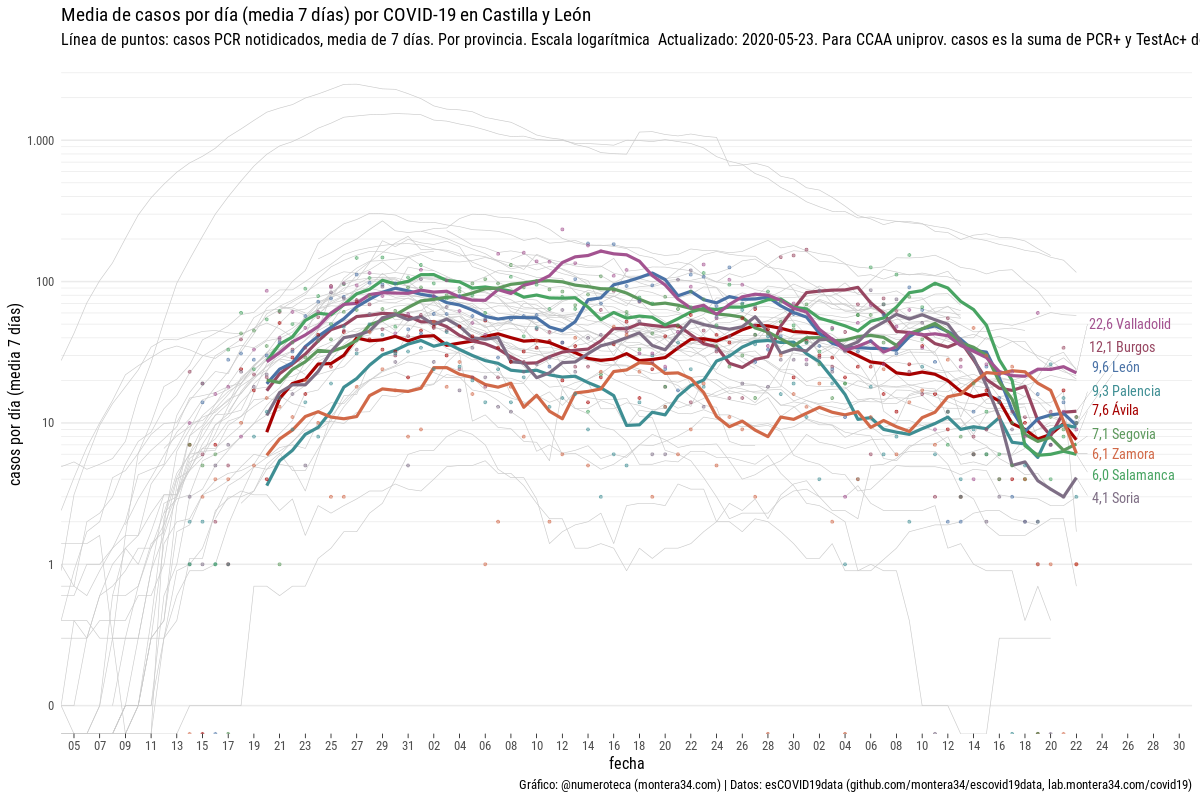 Media de casos por día (media 7 días) por COVID-19 en Castilla y León
Línea de puntos: casos PCR notidicados, media de 7 días. Por provincia. Escala logarítmica  Actualizado: 2020-05-23. Para CCAA uniprov. casos es la suma de PCR+ y TestAc+ d
casos por día (media 7 días)
1.000
100
10
1
0
22,6 Valladolid
12,1 Burgos
9,6 León
9,3 Palencia
7,6 Ávila
7,1 Segovia
6,1 Zamora
6,0 Salamanca
4,1 Soria
05 07 09 11 13 14 15 17 19 21 23 25 27 29 31 02 04 06 08 10 12 14 16 18 20 22 24 26 28 30 02 04 06 08 10 12 14 16 18 20 22 24 26 28 30
fecha
Gráfico: @numeroteca (montera34.com) | Datos: esCOVID19data (github.com/montera34/escovid19data, lab.montera34.com/covid19)